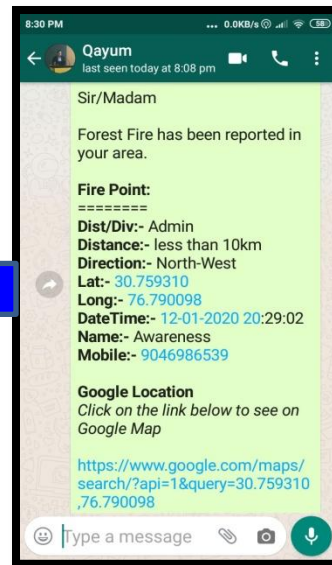 8:30 PM
... 0.0KB/s 58
Qayum
last seen today at 8:08 pm
Sir/Madam
Forest Fire has been reported in
your area.
Fire Point:
========
Dist/Div:- Admin
Distance:- less than 10km
Direction:- North-West
Lat:- 30.759310
Long:- 76.790098
DateTime:- 12-01-2020 20:29:02
Name:- Awareness
Mobile:- 9046986539
Google Location
Click on the link below to see on
Google Map
https://www.google.com/maps/
search/?api=1&query=30.759310
,76.790098
Type a message